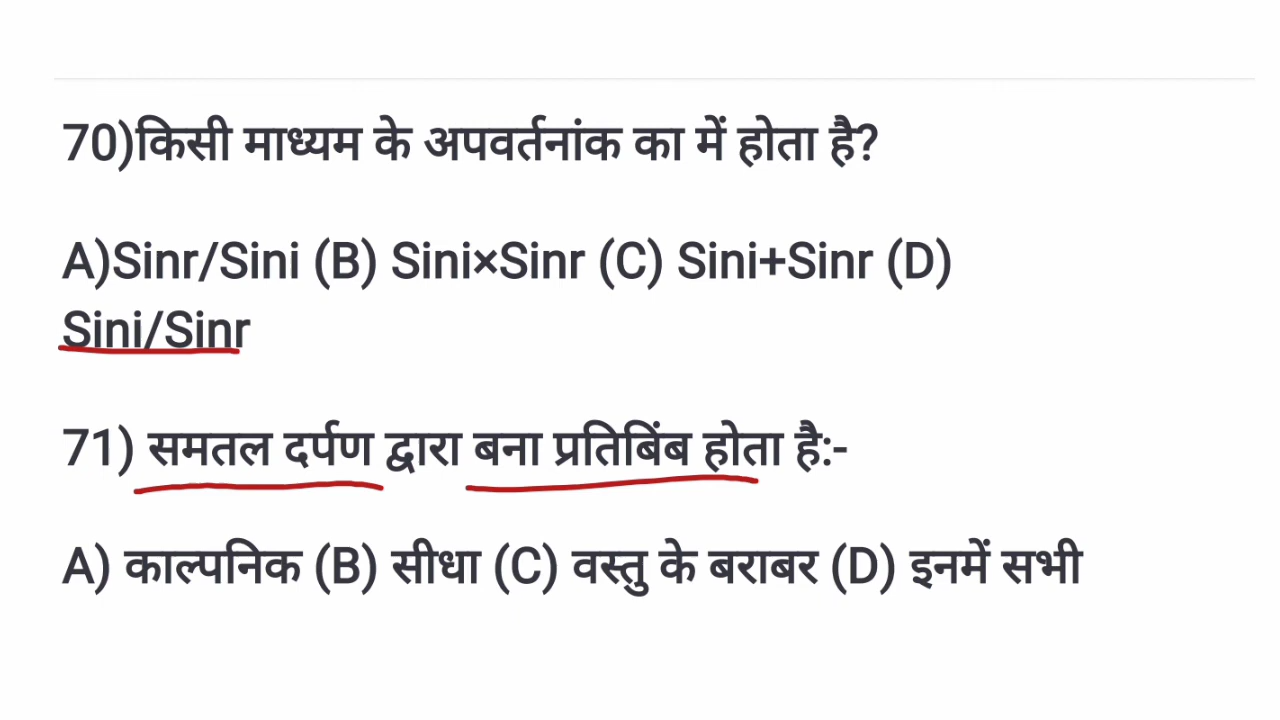 70)किसी माध्यम के अपवर्तनांक का में होता है?
A)Sinr/Sini (B) Sini×Sinr (C) Sini+Sinr (D)
Sini/Sinr
71) समतल दर्पण द्वारा बना प्रतिबिंब होता है:-
A) काल्पनिक (B) सीधा (C) वस्तु के बराबर (D) इनमें सभी